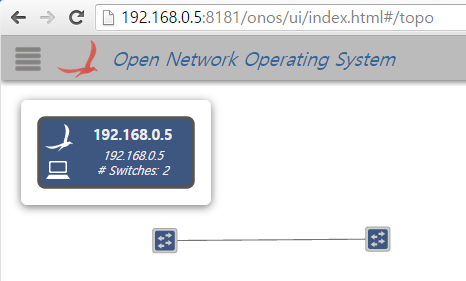 192.168.0.5:8181/onos/ui/index.html#/topo
Open Network Operating System
192.168.0.5
192.168.0.5
# Switches: 2